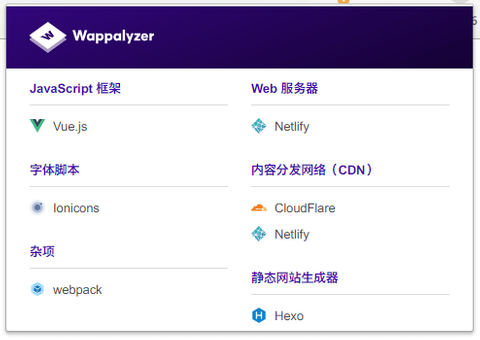 Wappalyzer
JavaScript 框架
Vue.js
字体脚本
Ionicons
杂项
webpack
Web 服务器
Netlify
内容分发网络（CDN）
CloudFlare
Netlify
静态网站生成器
Hexo